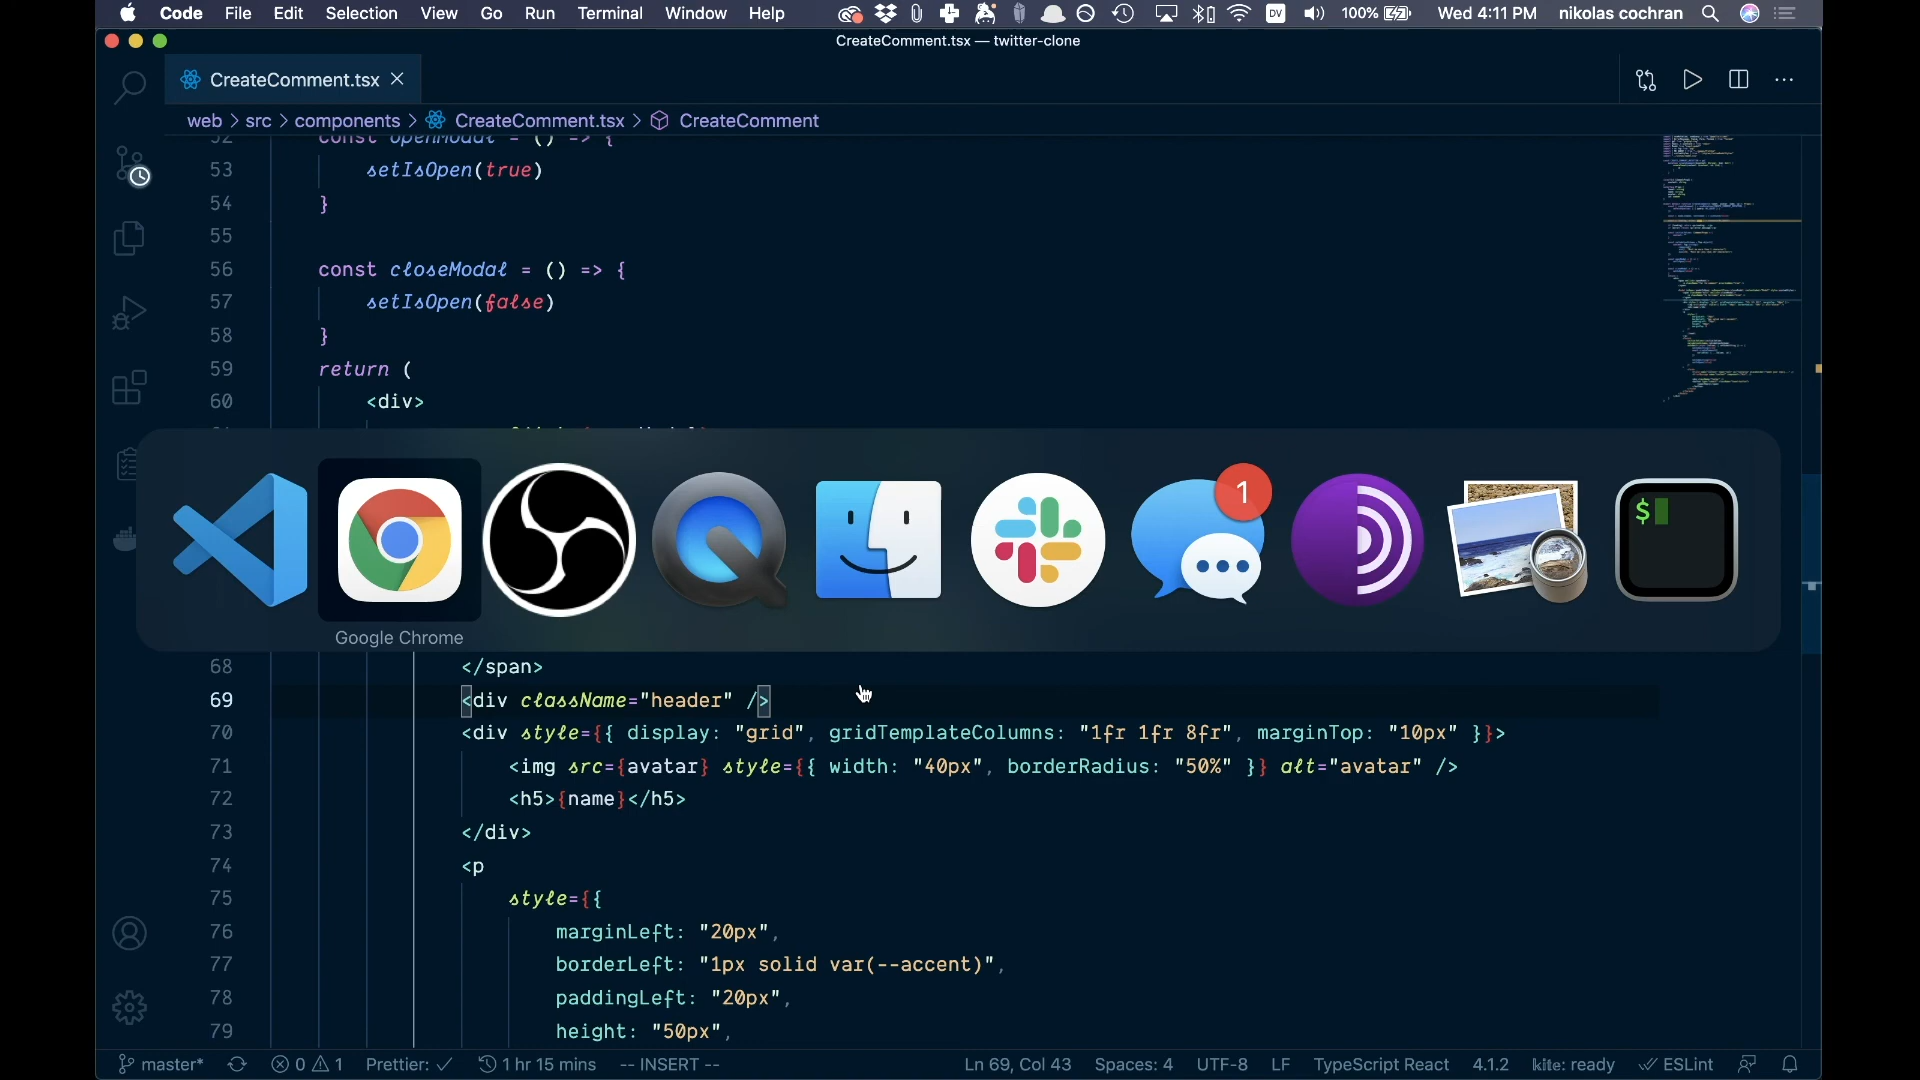 Code File Edit Selection View Go Run Terminal Window Help DV 100% Wed 4:11 PM nikolas cochran
CreateComment.tsx — twitter-clone
CreateComment.tsx
web > src > components > CreateComment.tsx > CreateComment
52 const openModal = () => {
53 setIsOpen(true)
54 }
55
56 const closeModal = () => {
57 setIsOpen(false)
58 }
59 return (
60 <div>
1
$
Google Chrome
68 </span>
69 <div className="header" />
70 <div style={{ display: "grid", gridTemplateColumns: "1fr 1fr 8fr", marginTop: "10px" }}>
71 <img src={avatar} style={{ width: "40px", borderRadius: "50%" }} alt="avatar" />
72 <h5>{name}</h5>
73 </div>
74 <p
75 style={{
76 marginLeft: "20px",
77 borderLeft: "1px solid var(--accent)",
78 paddingLeft: "20px",
79 height: "50px",
master* 0 1 Prettier: ✓ 1 hr 15 mins -- INSERT -- Ln 69, Col 43 Spaces: 4 UTF-8 LF TypeScript React 4.1.2 kite: ready ESLint